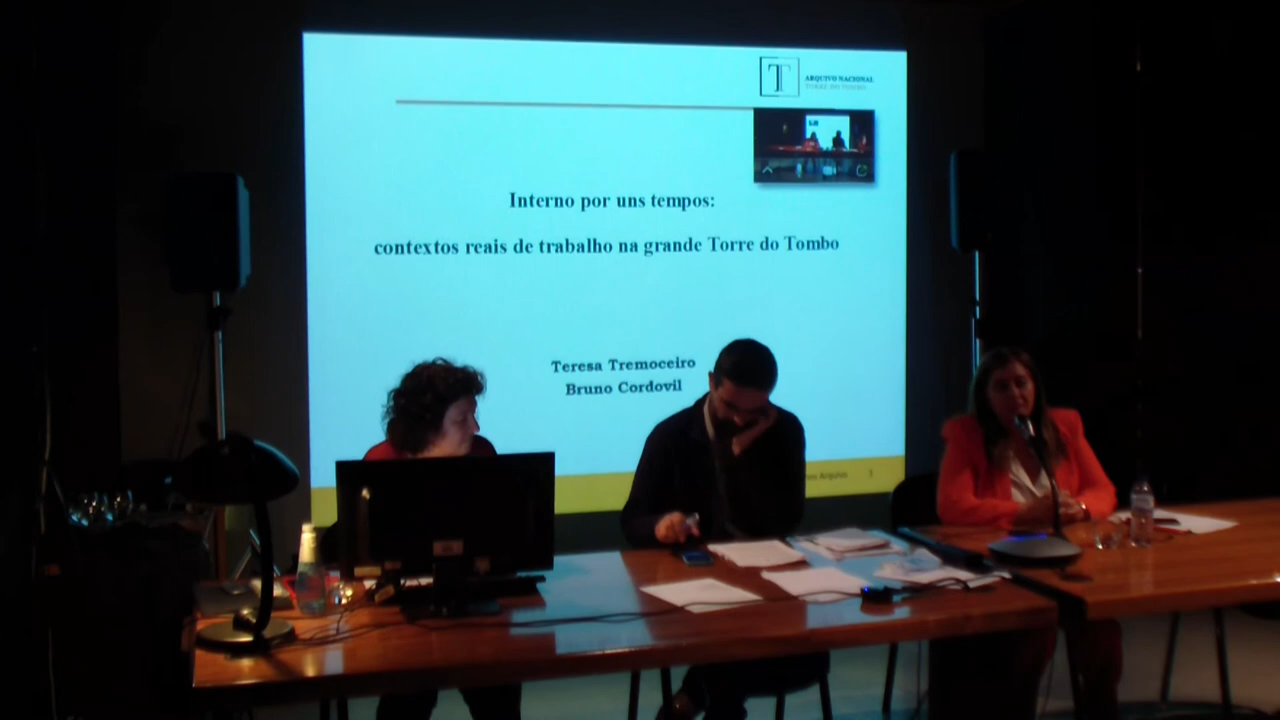 T
ARQUIVO NACIONAL
TORRE DO TOMBO
Interno por uns tempos:
contextos reais de trabalho na grande Torre do Tombo
Teresa Tremoceiro
Bruno Cordovil
Arquivo